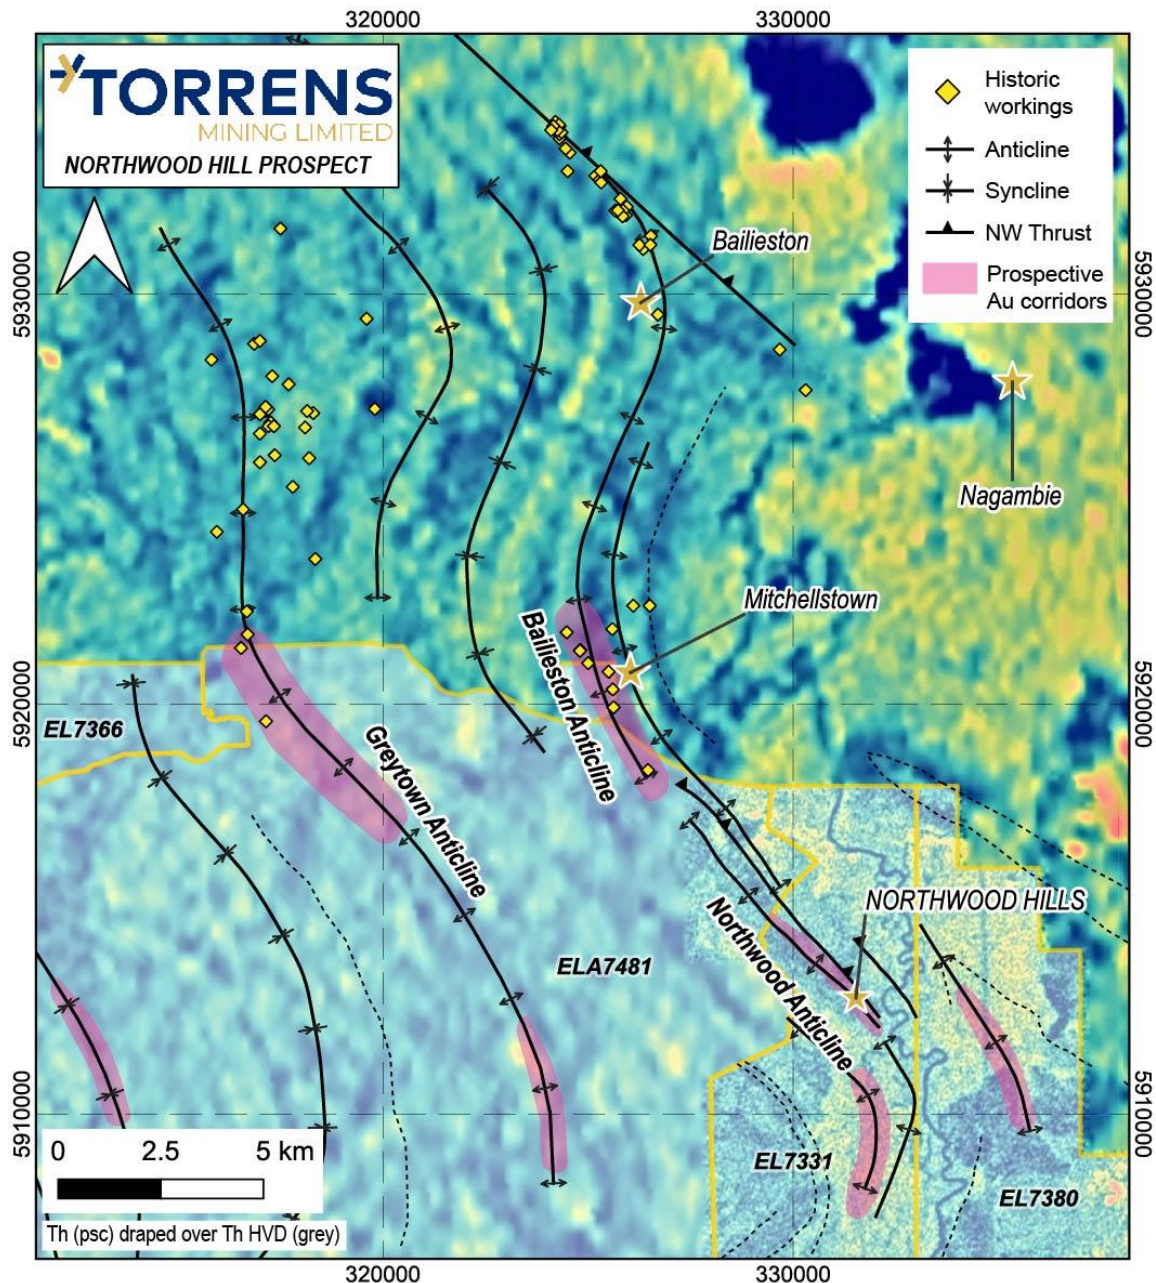 320000
330000
TORRENS
MINING LIMITED
NORTHWOOD HILL PROSPECT
Historic
workings
Anticline
Syncline
NW Thrust
Prospective
Au corridors
5930000
5930000
Bailieston
Nagambie
Mitchellstown
Bailieston Anticline
5920000
5920000
EL7366
Greytown Anticline
NORTHWOOD HILLS
ELA7481
Northwood Anticline
5910000
5910000
EL7331
EL7380
0 2.5 5 km
Th (psc) draped over Th HVD (grey)
320000
330000